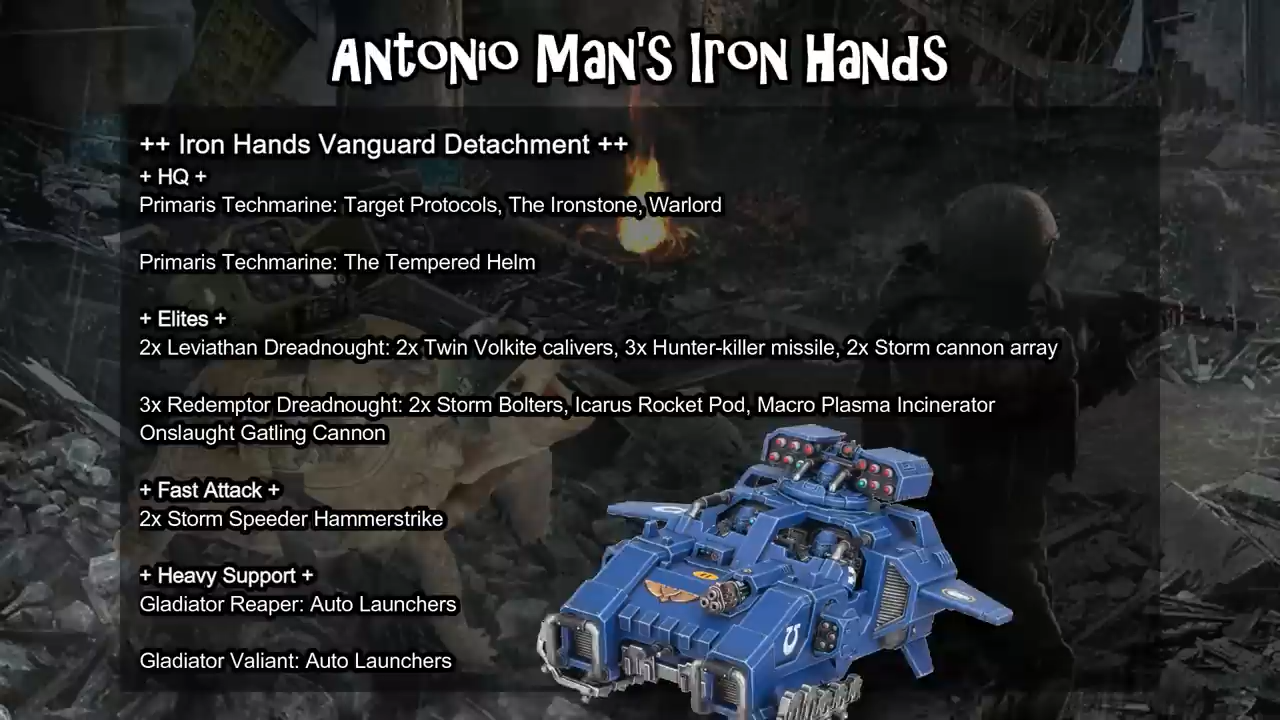 Antonio Man's Iron Hands
++ Iron Hands Vanguard Detachment ++
+ HQ +
Primaris Techmarine: Target Protocols, The Ironstone, Warlord
Primaris Techmarine: The Tempered Helm
+ Elites +
2x Leviathan Dreadnought: 2x Twin Volkite calivers, 3x Hunter-killer missile, 2x Storm cannon array
3x Redemptor Dreadnought: 2x Storm Bolters, Icarus Rocket Pod, Macro Plasma Incinerator
Onslaught Gatling Cannon
+ Fast Attack +
2x Storm Speeder Hammerstrike
+ Heavy Support +
Gladiator Reaper: Auto Launchers
Gladiator Valiant: Auto Launchers